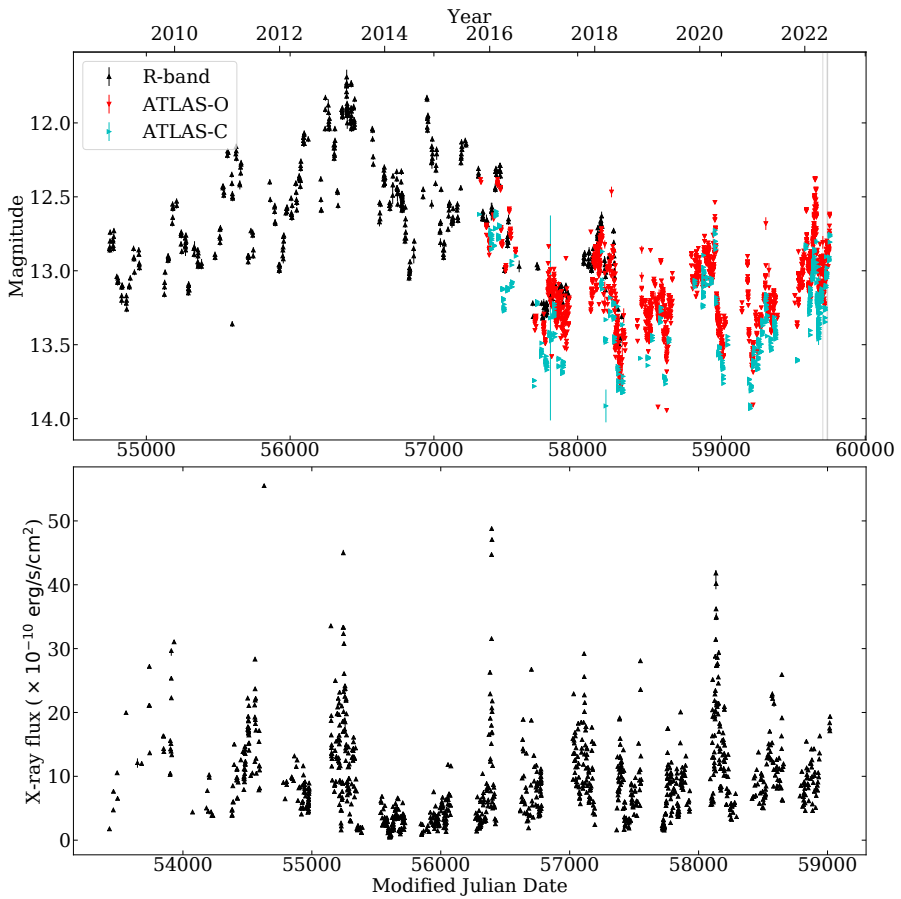 Year
2010 2012 2014 2016 2018 2020 2022
R-band
ATLAS-O
ATLAS-C
12.0
12.5
13.0
13.5
14.0
Magnitude
55000 56000 57000 58000 59000 60000
50
40
30
20
10
0
X-ray flux ( × 10⁻¹⁰ erg/s/cm²)
54000 55000 56000 57000 58000 59000
Modified Julian Date